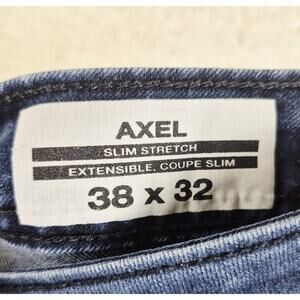 AXEL
SLIM STRETCH
EXTENSIBLE, COUPE SLIM
38 x 32